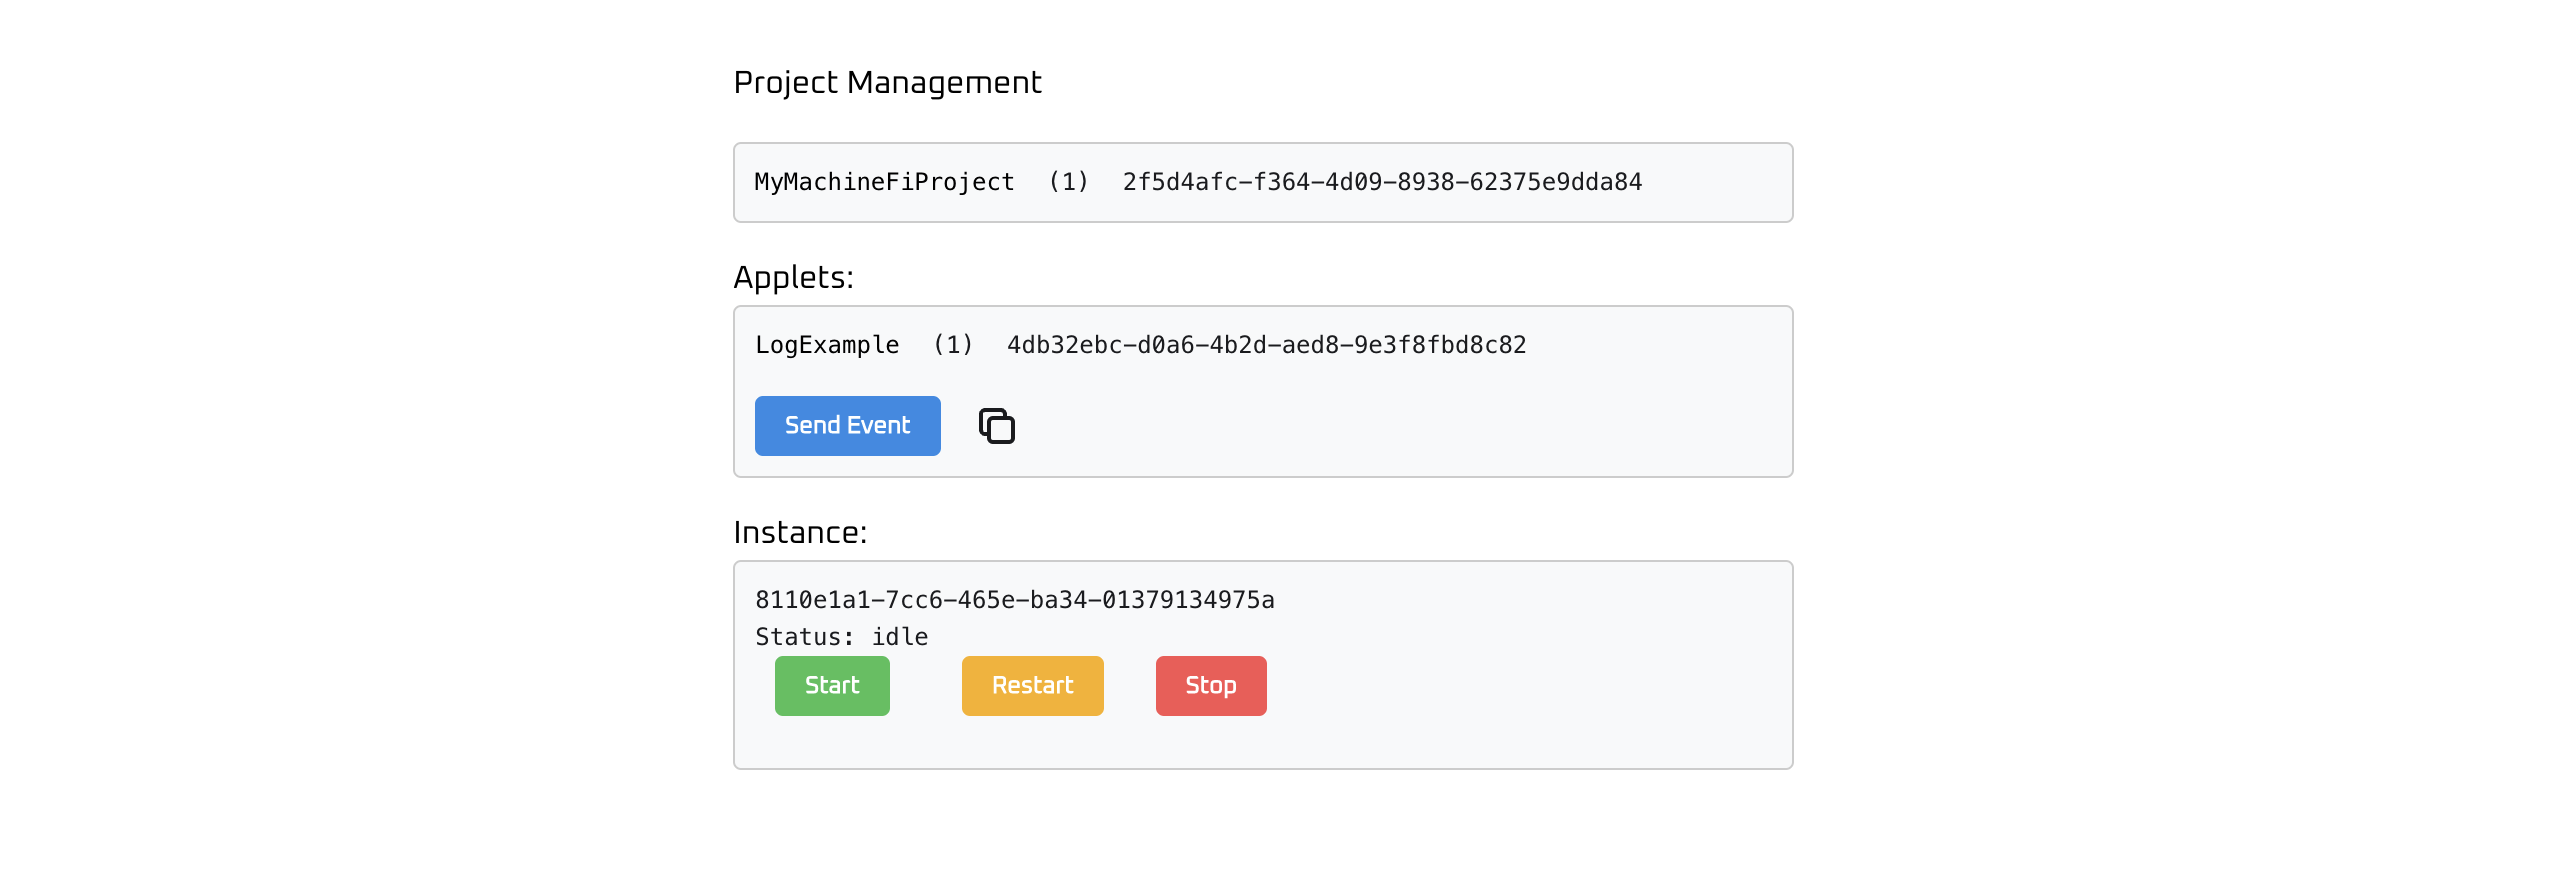 Project Management
MyMachineFiProject (1) 2f5d4afc-f364-4d09-8938-62375e9dda84
Applets:
LogExample (1) 4db32ebc-d0a6-4b2d-aed8-9e3f8fbd8c82
Send Event
Instance:
8110e1a1-7cc6-465e-ba34-01379134975a
Status: idle
Start Restart Stop